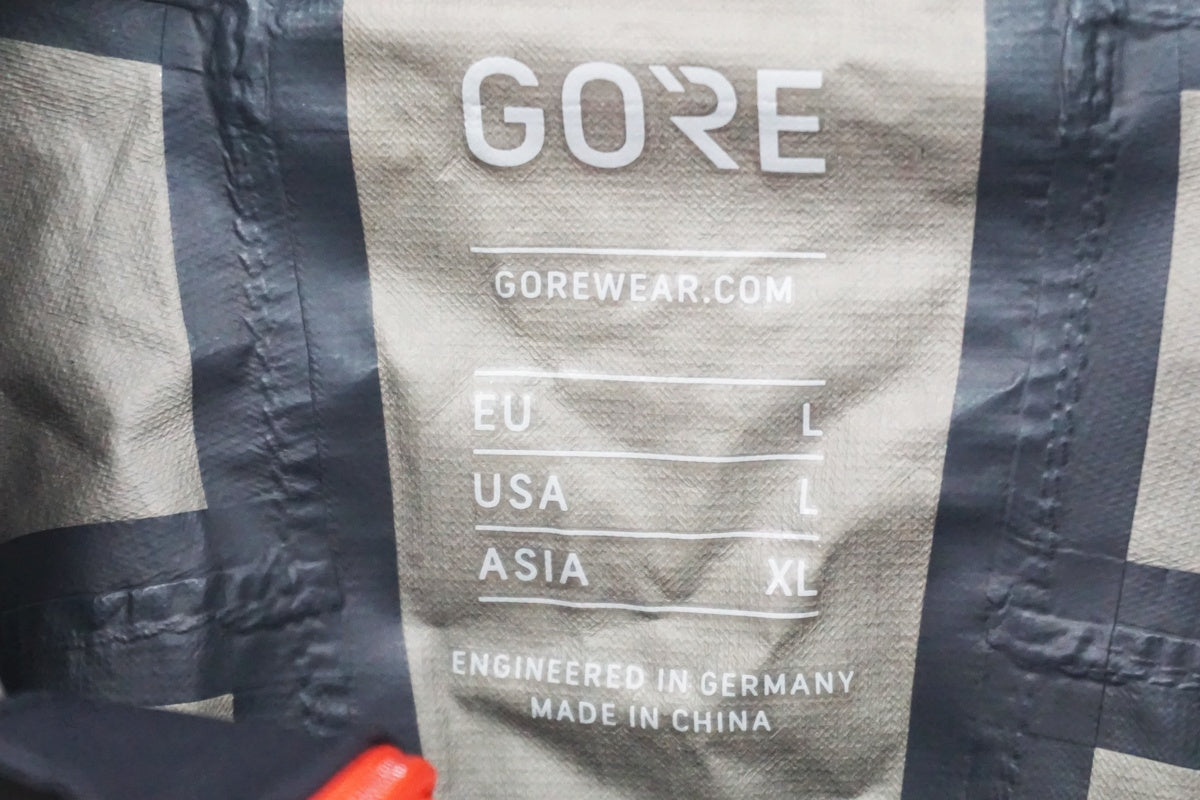 GORE
GOREWEAR.COM
EU L
USA L
ASIA XL
ENGINEERED IN GERMANY
MADE IN CHINA